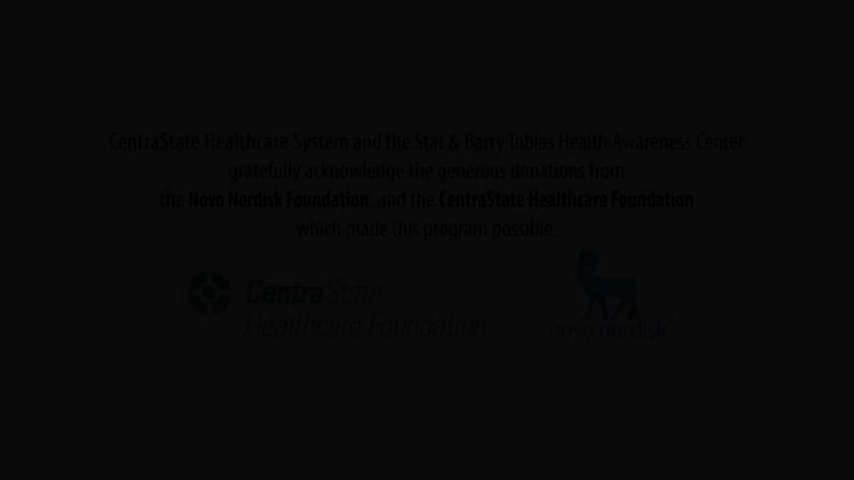 CentraState Healthcare System and the Star & Barry Tobias Health Awareness Center
gratefully acknowledge the generous donations from
the Novo Nordisk Foundation, and the CentraState Healthcare Foundation
which made this program possible.
CentraState
Healthcare Foundation
novo nordisk